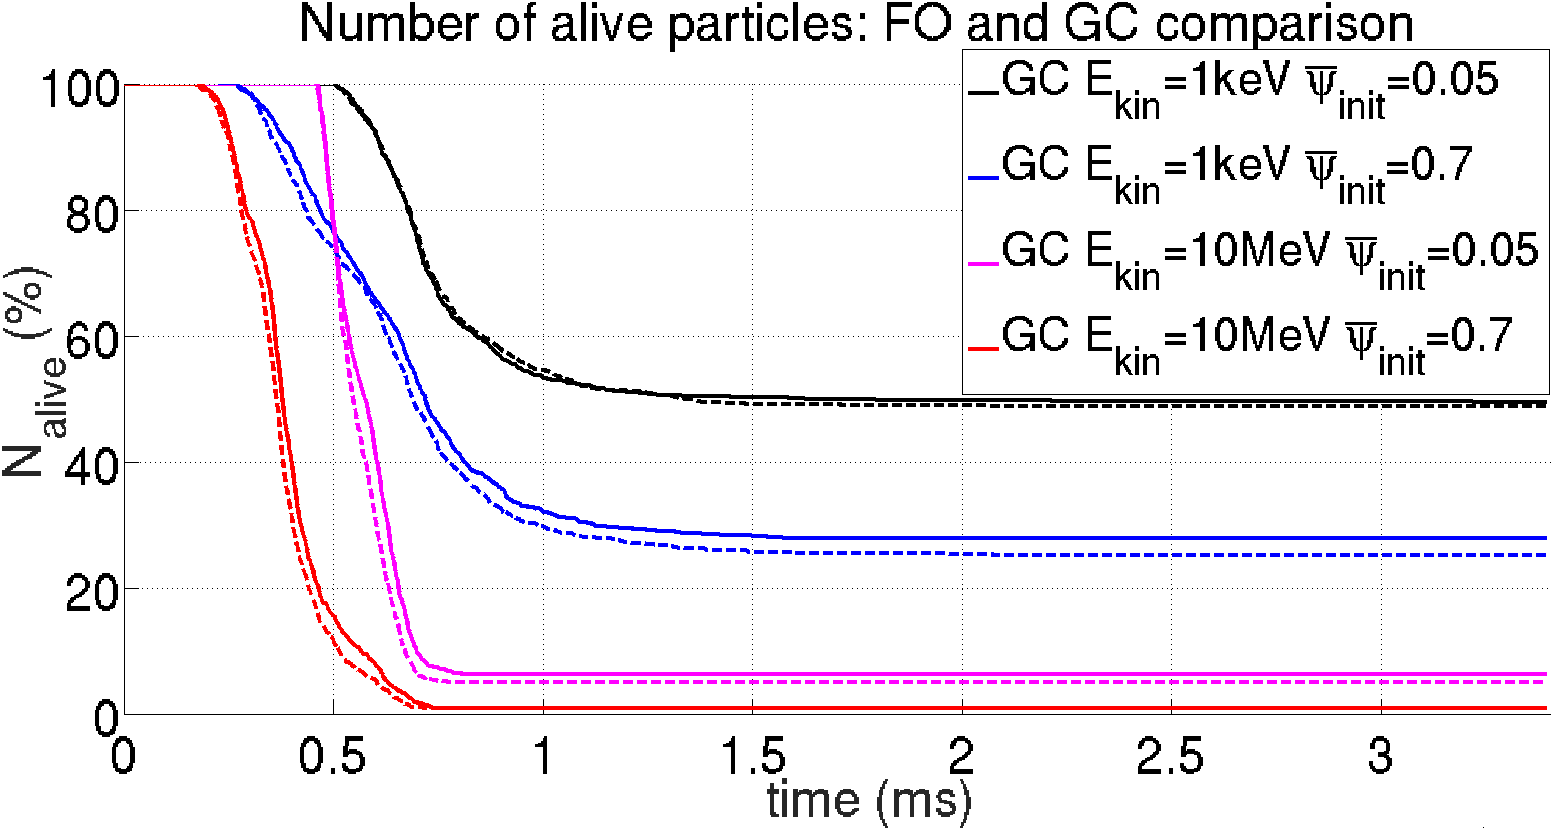 Number of alive particles: FO and GC comparison
GC E_kin=1keV ψ̅_init=0.05
GC E_kin=1keV ψ̅_init=0.7
GC E_kin=10MeV ψ̅_init=0.05
GC E_kin=10MeV ψ̅_init=0.7
N_alive (%)
100
80
60
40
20
0
0 0.5 1 1.5 2 2.5 3
time (ms)